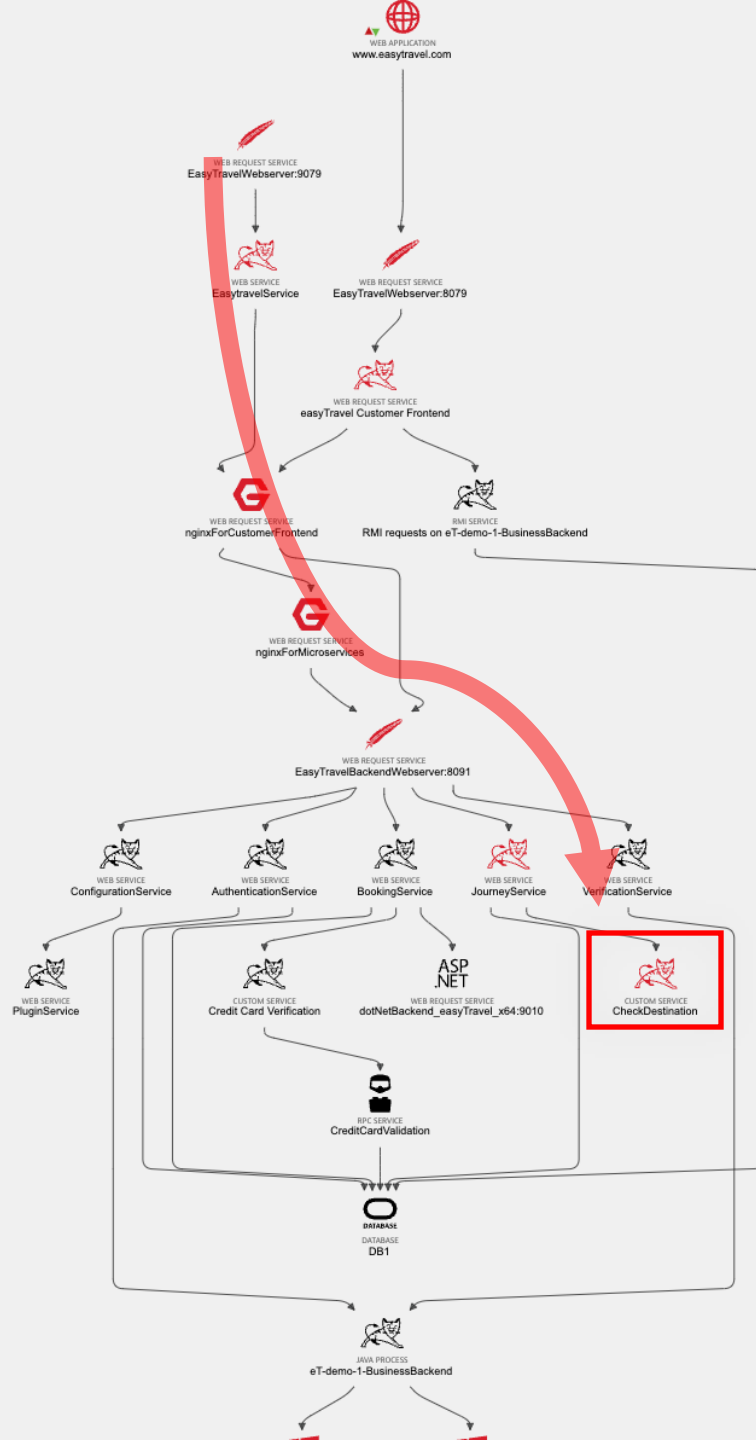 WEB APPLICATION
www.easytravel.com
WEB REQUEST SERVICE
EasyTravelWebserver:9079
WEB SERVICE
EasytravelService
WEB REQUEST SERVICE
EasyTravelWebserver:8079
WEB REQUEST SERVICE
easyTravel Customer Frontend
WEB REQUEST SERVICE
nginxForCustomerFrontend
RMI SERVICE
RMI requests on eT-demo-1-BusinessBackend
WEB REQUEST SERVICE
nginxForMicroservices
WEB REQUEST SERVICE
EasyTravelBackendWebserver:8091
WEB SERVICE
ConfigurationService
WEB SERVICE
AuthenticationService
WEB SERVICE
BookingService
WEB SERVICE
JourneyService
WEB SERVICE
VerificationService
WEB SERVICE
PluginService
CUSTOM SERVICE
Credit Card Verification
ASP
.NET
WEB REQUEST SERVICE
dotNetBackend_easyTravel_x64:9010
CUSTOM SERVICE
CheckDestination
RPC SERVICE
CreditCardValidation
DATABASE
DATABASE
DB1
JAVA PROCESS
eT-demo-1-BusinessBackend